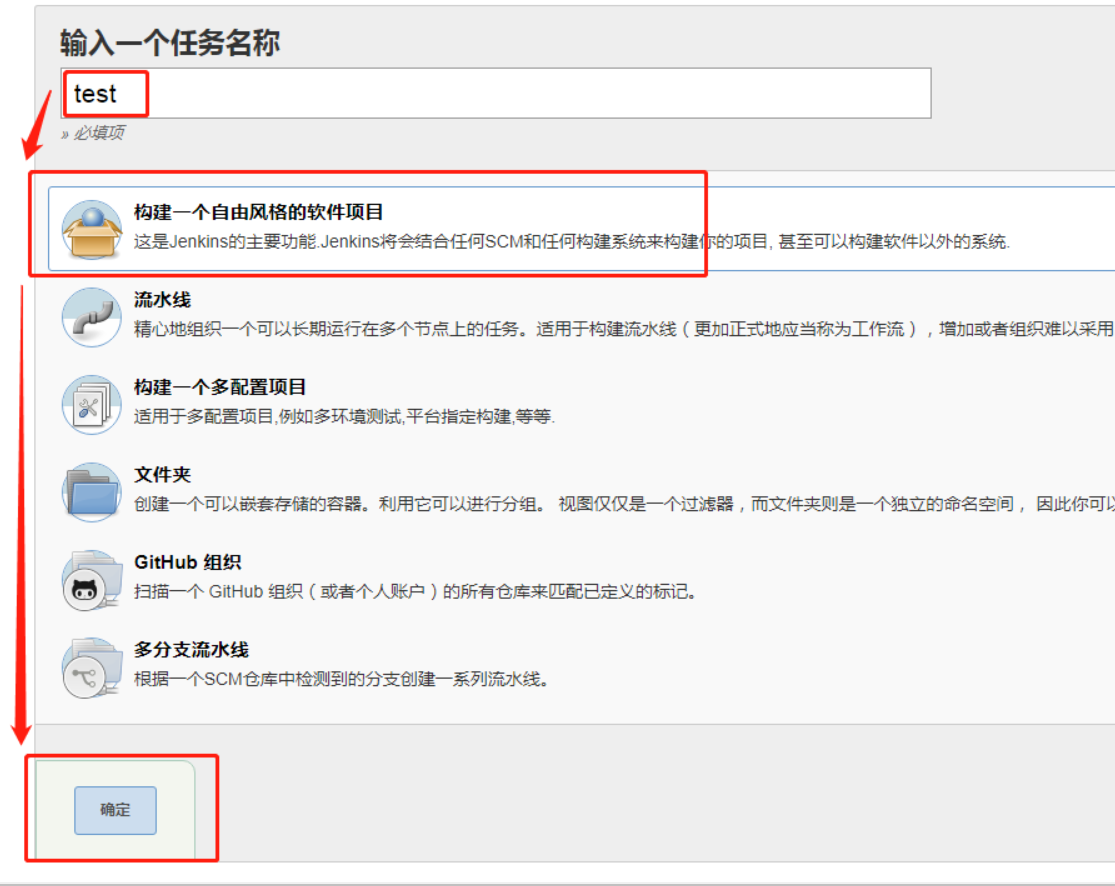 输入一个任务名称
test
» 必填项
构建一个自由风格的软件项目
这是Jenkins的主要功能.Jenkins将会结合任何SCM和任何构建系统来构建你的项目, 甚至可以构建软件以外的系统.
流水线
精心地组织一个可以长期运行在多个节点上的任务。适用于构建流水线（更加正式地应当称为工作流），增加或者组织难以采用
构建一个多配置项目
适用于多配置项目,例如多环境测试,平台指定构建,等等.
文件夹
创建一个可以嵌套存储的容器。利用它可以进行分组。 视图仅仅是一个过滤器，而文件夹则是一个独立的命名空间， 因此你可以
GitHub 组织
扫描一个 GitHub 组织（或者个人账户）的所有仓库来匹配已定义的标记。
多分支流水线
根据一个SCM仓库中检测到的分支创建一系列流水线。
确定